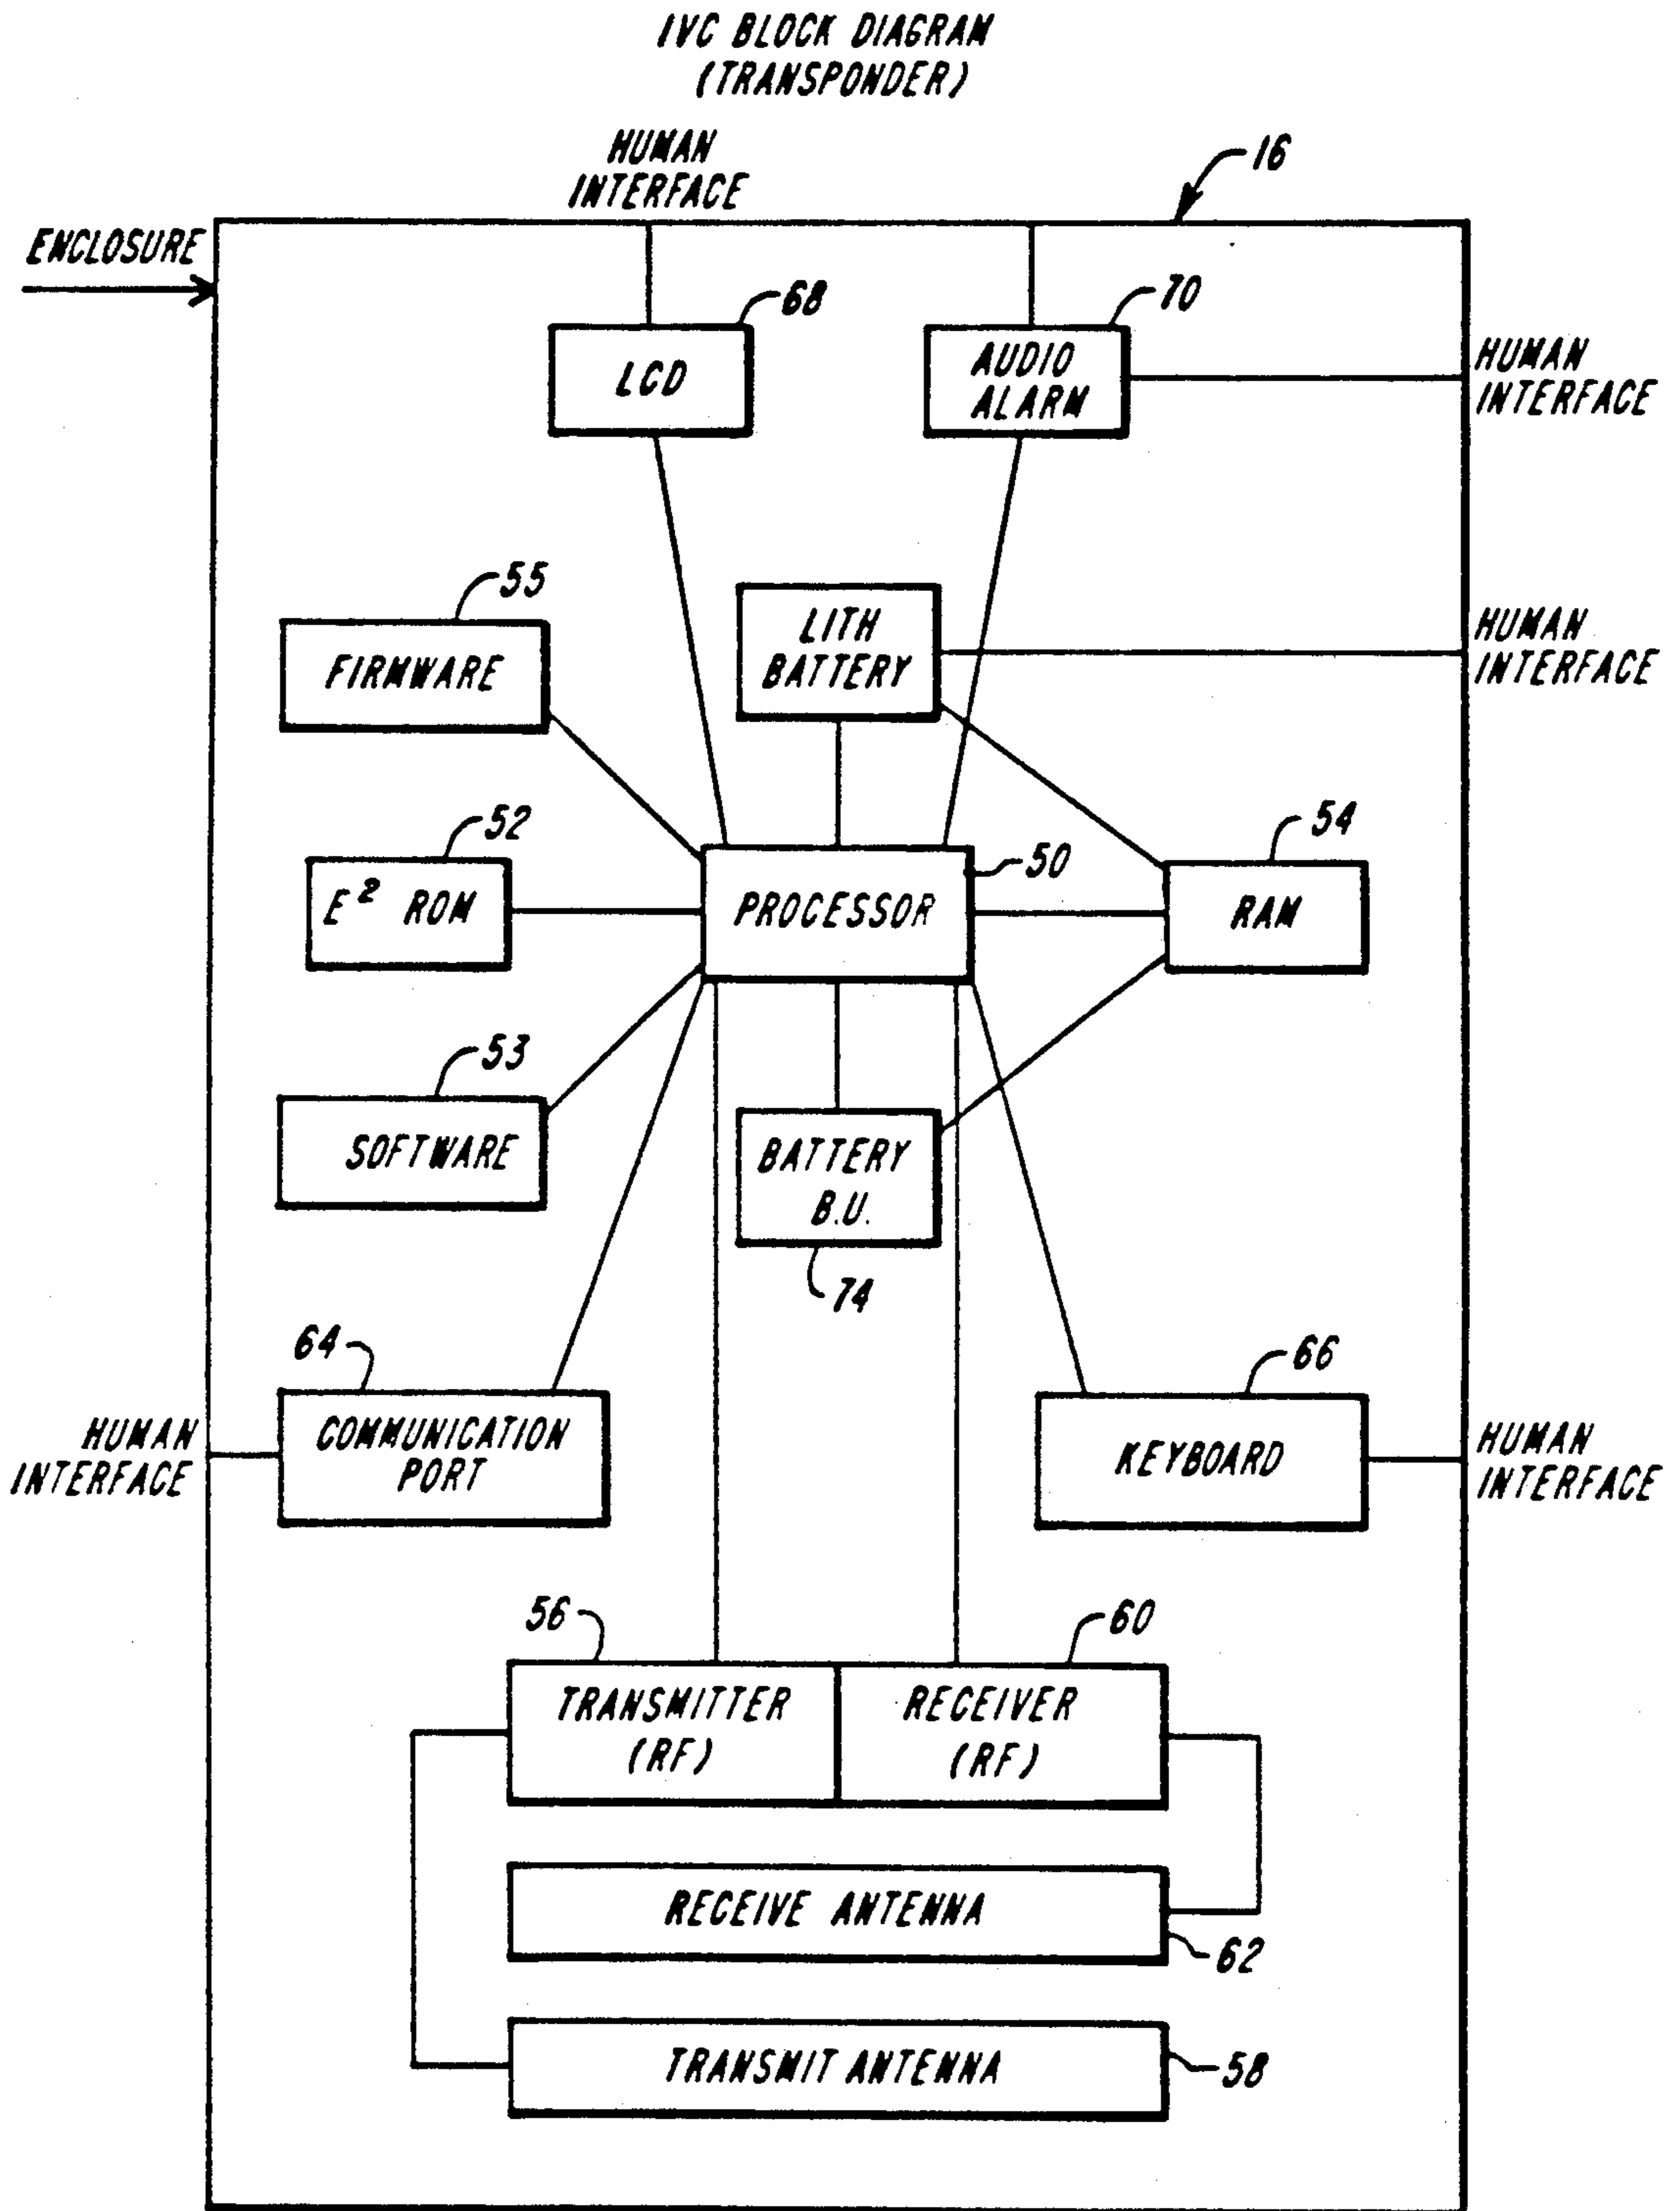 IVC BLOCK DIAGRAM
(TRANSPONDER)
HUMAN
INTERFACE
16
ENCLOSURE
68
70
LCD
AUDIO
ALARM
HUMAN
INTERFACE
55
LITH
BATTERY
HUMAN
INTERFACE
FIRMWARE
52
50
54
E² ROM
PROCESSOR
RAM
53
SOFTWARE
BATTERY
B.U.
74
64
66
HUMAN
INTERFACE
COMMUNICATION
PORT
KEYBOARD
HUMAN
INTERFACE
56
60
TRANSMITTER
(RF)
RECEIVER
(RF)
RECEIVE ANTENNA
62
TRANSMIT ANTENNA
58